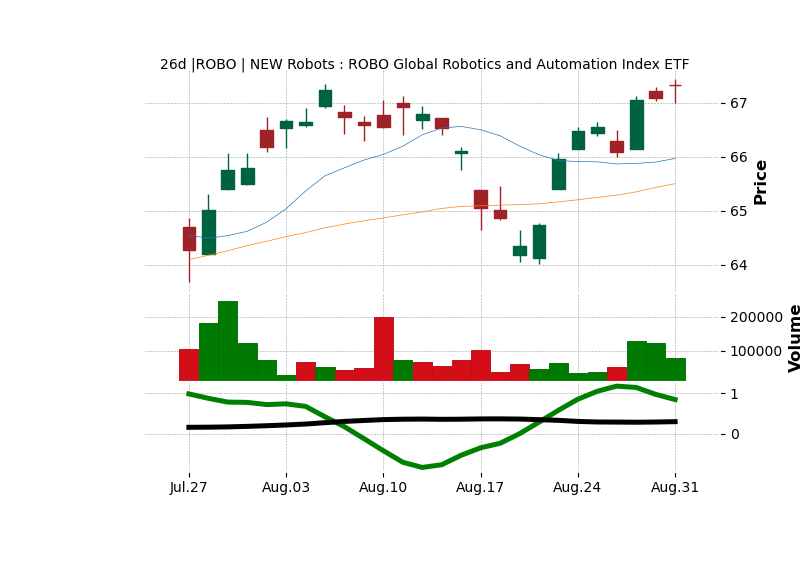 26d |ROBO | NEW Robots : ROBO Global Robotics and Automation Index ETF
67
66
65
64
Price
200000
100000
Volume
1
0
Jul.27 Aug.03 Aug.10 Aug.17 Aug.24 Aug.31